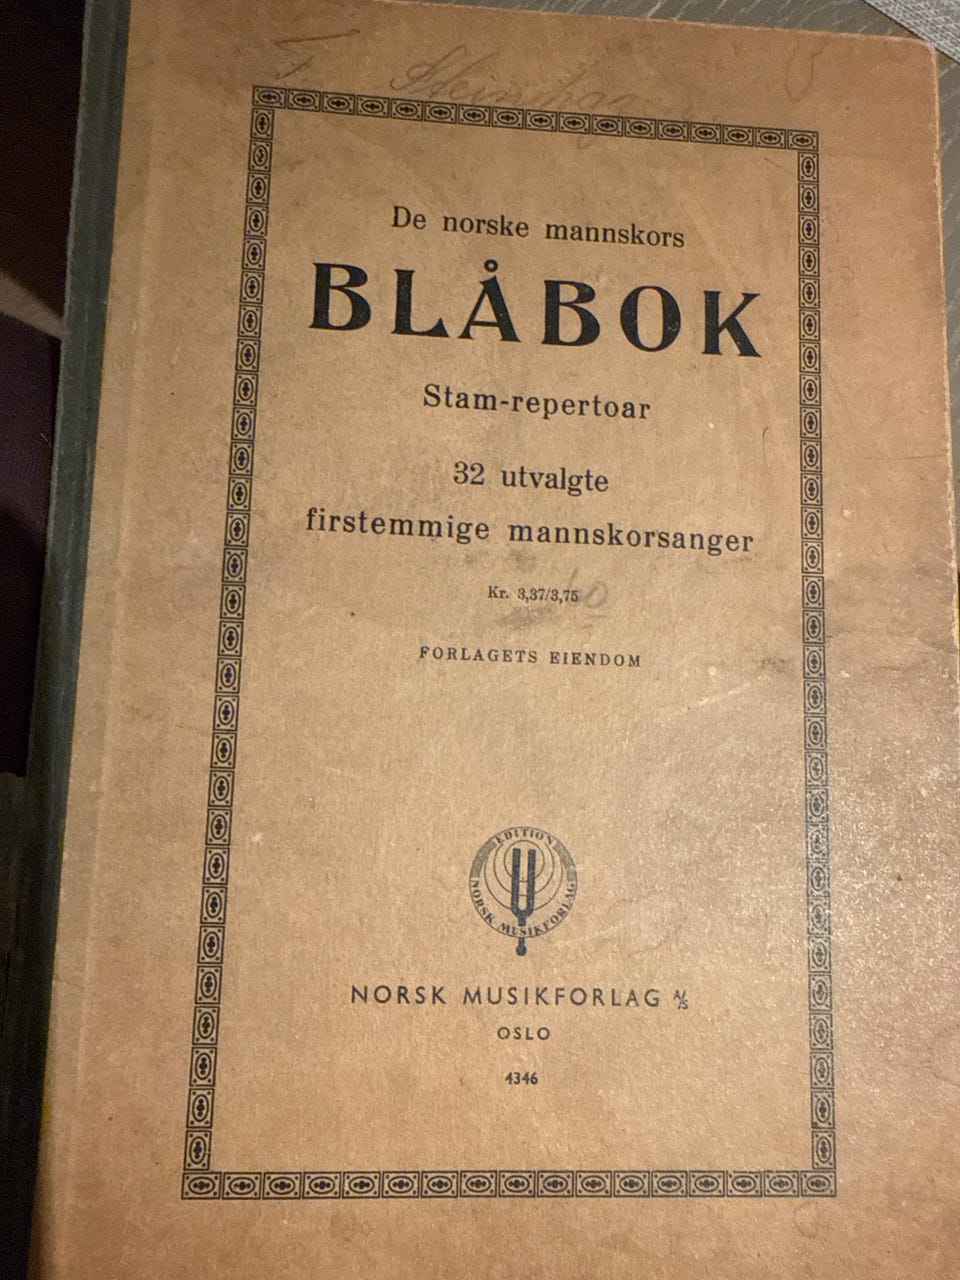 De norske mannskors
BLÅBOK
Stam-repertoar
32 utvalgte
firstemmige mannskorsanger
Kr. 3,37/3,75
FORLAGETS EIENDOM
EDITION
NORSK MUSIKFORLAG
NORSK MUSIKFORLAG A/S
OSLO
4346